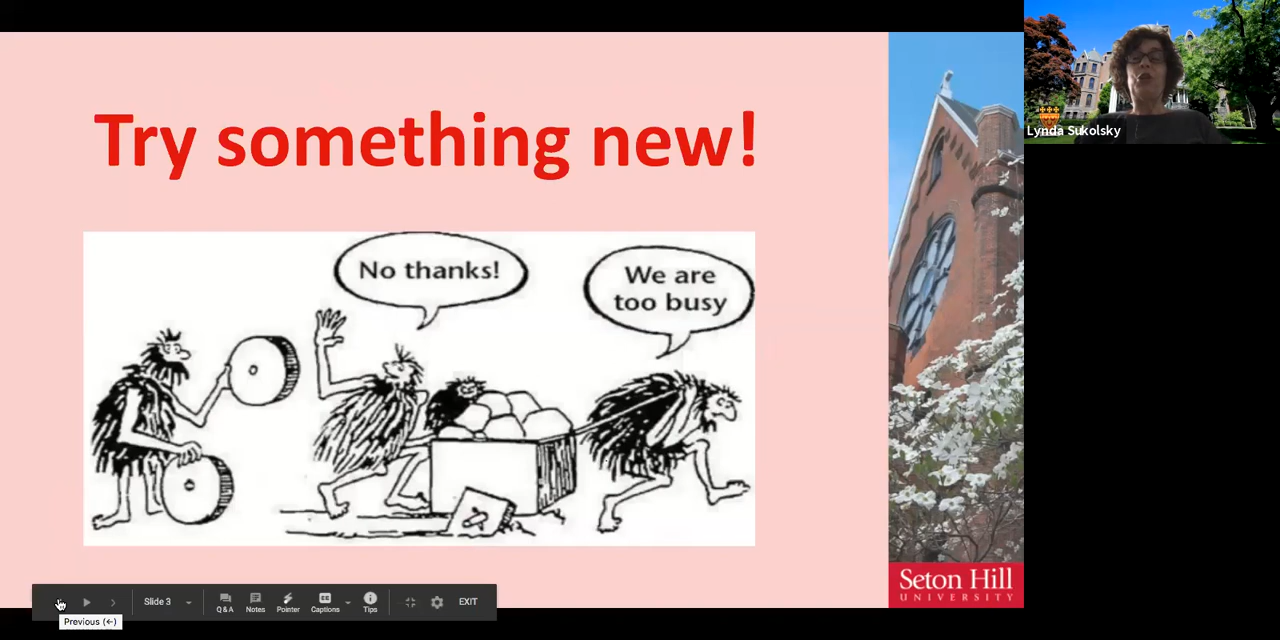 Try something new!
No thanks!
We are
too busy
Lynda Sukolsky
Seton Hill
UNIVERSITY
Slide 3
Q&A
Notes
Pointer
Captions
Tips
EXIT
Previous (←)